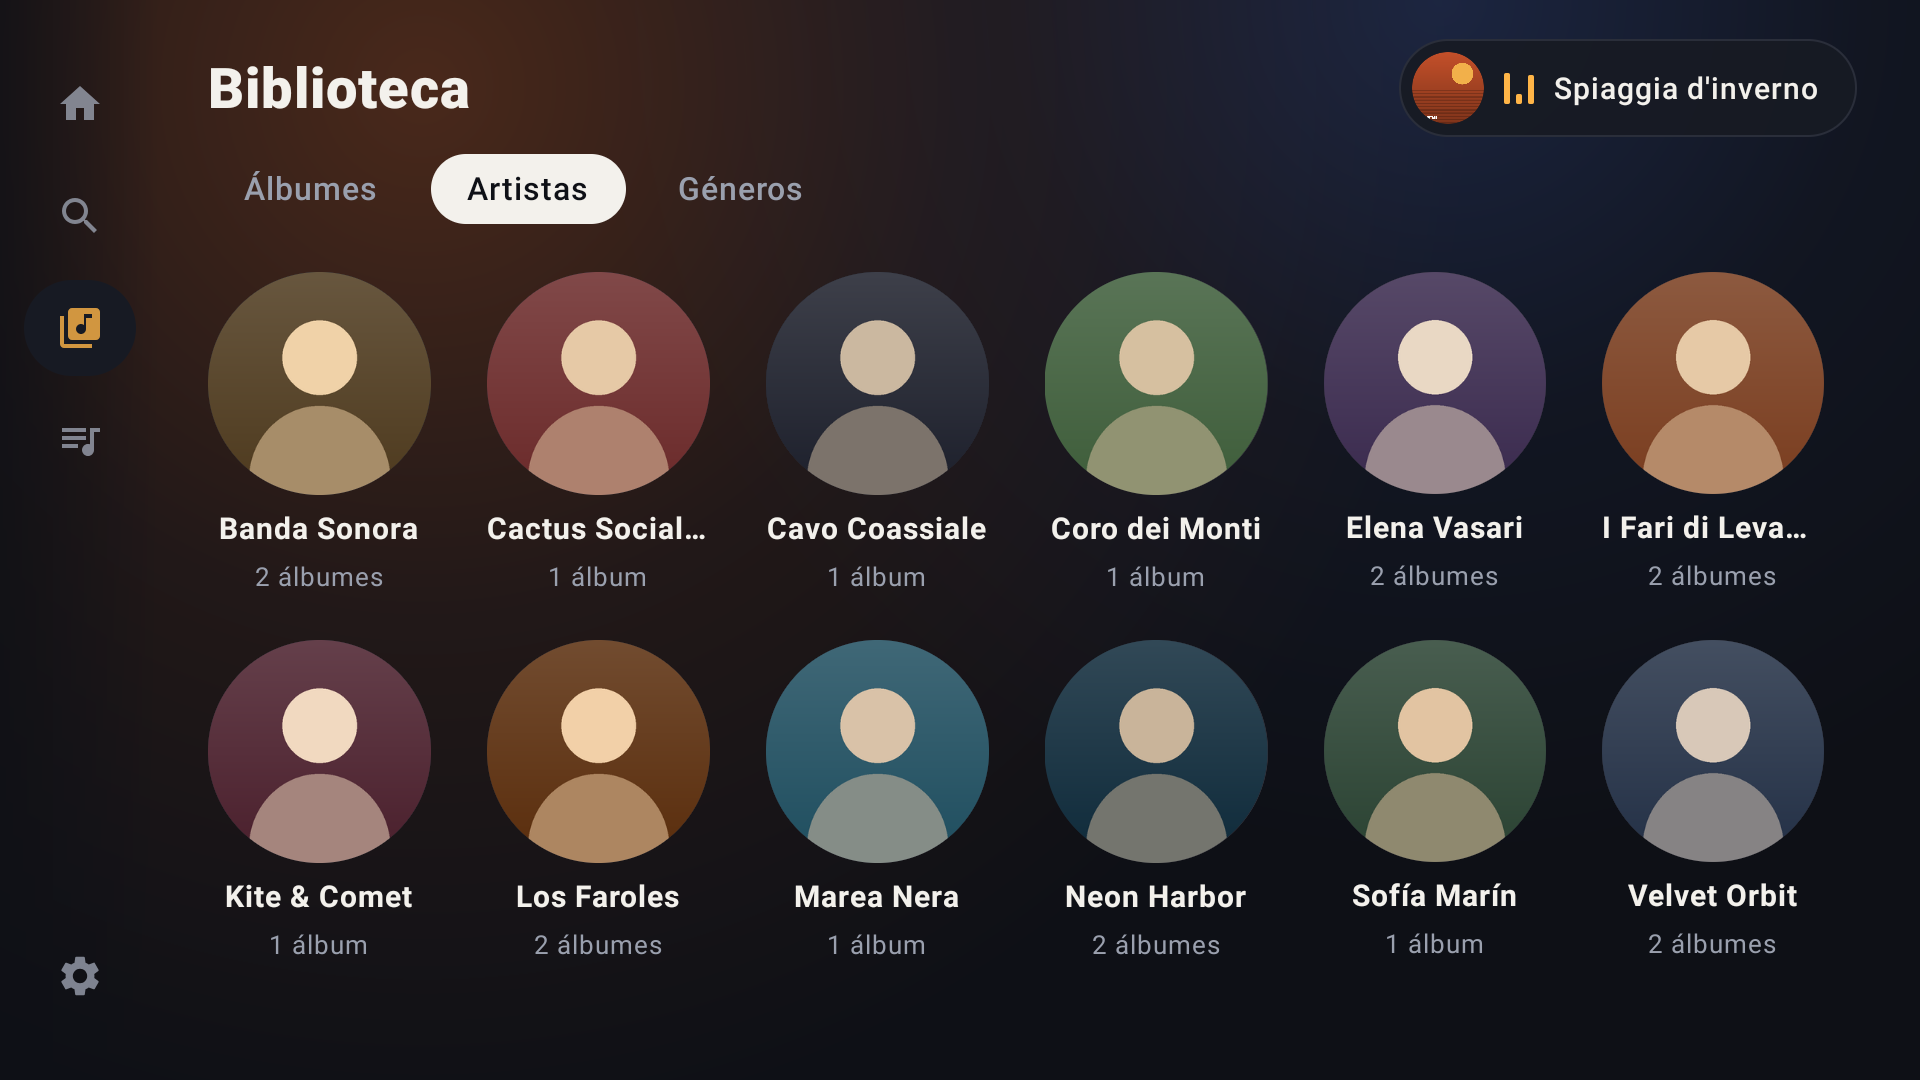 Biblioteca
Spiaggia d'inverno
Álbumes
Artistas
Géneros
Banda Sonora
2 álbumes
Cactus Social…
1 álbum
Cavo Coassiale
1 álbum
Coro dei Monti
1 álbum
Elena Vasari
2 álbumes
I Fari di Leva…
2 álbumes
Kite & Comet
1 álbum
Los Faroles
2 álbumes
Marea Nera
1 álbum
Neon Harbor
2 álbumes
Sofía Marín
1 álbum
Velvet Orbit
2 álbumes